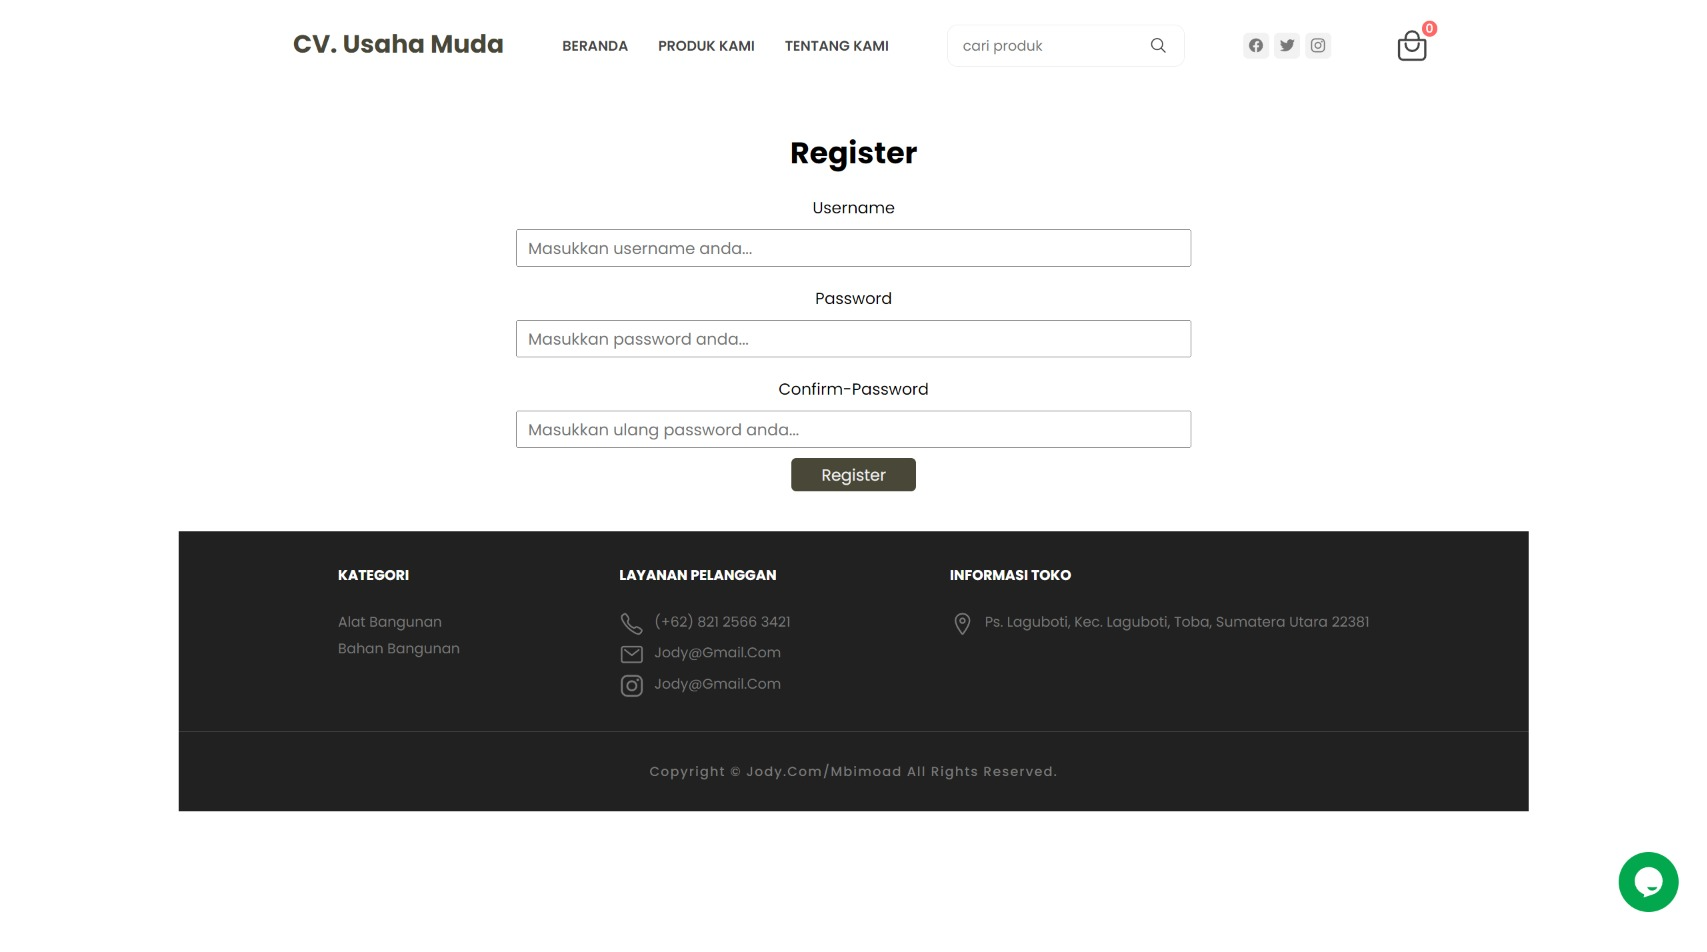 CV. Usaha Muda
BERANDA
PRODUK KAMI
TENTANG KAMI
cari produk
0
Register
Username
Masukkan username anda...
Password
Masukkan password anda...
Confirm-Password
Masukkan ulang password anda...
Register
KATEGORI
Alat Bangunan
Bahan Bangunan
LAYANAN PELANGGAN
(+62) 821 2566 3421
Jody@Gmail.Com
Jody@Gmail.Com
INFORMASI TOKO
Ps. Laguboti, Kec. Laguboti, Toba, Sumatera Utara 22381
Copyright © Jody.Com/Mbimoad All Rights Reserved.